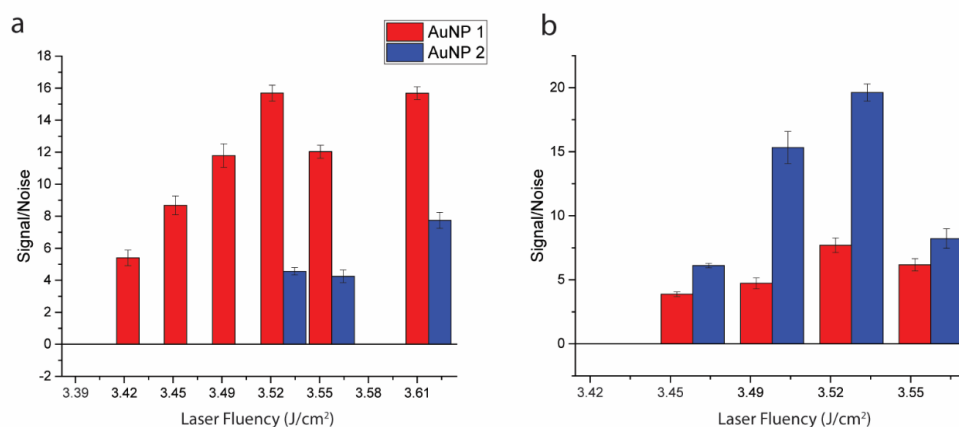 a
AuNP 1
AuNP 2
Signal/Noise
18
16
14
12
10
8
6
4
2
0
-2
3.39 3.42 3.45 3.49 3.52 3.55 3.58 3.61
Laser Fluency (J/cm²)
b
Signal/Noise
20
15
10
5
0
3.42 3.45 3.49 3.52 3.55
Laser Fluency (J/cm²)